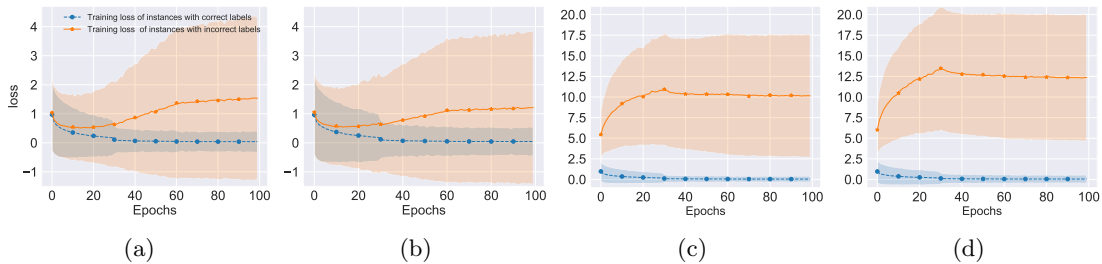 Training loss of instances with correct labels
Training loss  of instances with incorrect labels
loss
4
3
2
1
0
−1
0 20 40 60 80 100
Epochs
(a)
4
3
2
1
0
−1
0 20 40 60 80 100
Epochs
(b)
20.0
17.5
15.0
12.5
10.0
7.5
5.0
2.5
0.0
0 20 40 60 80 100
Epochs
(c)
20.0
17.5
15.0
12.5
10.0
7.5
5.0
2.5
0.0
0 20 40 60 80 100
Epochs
(d)